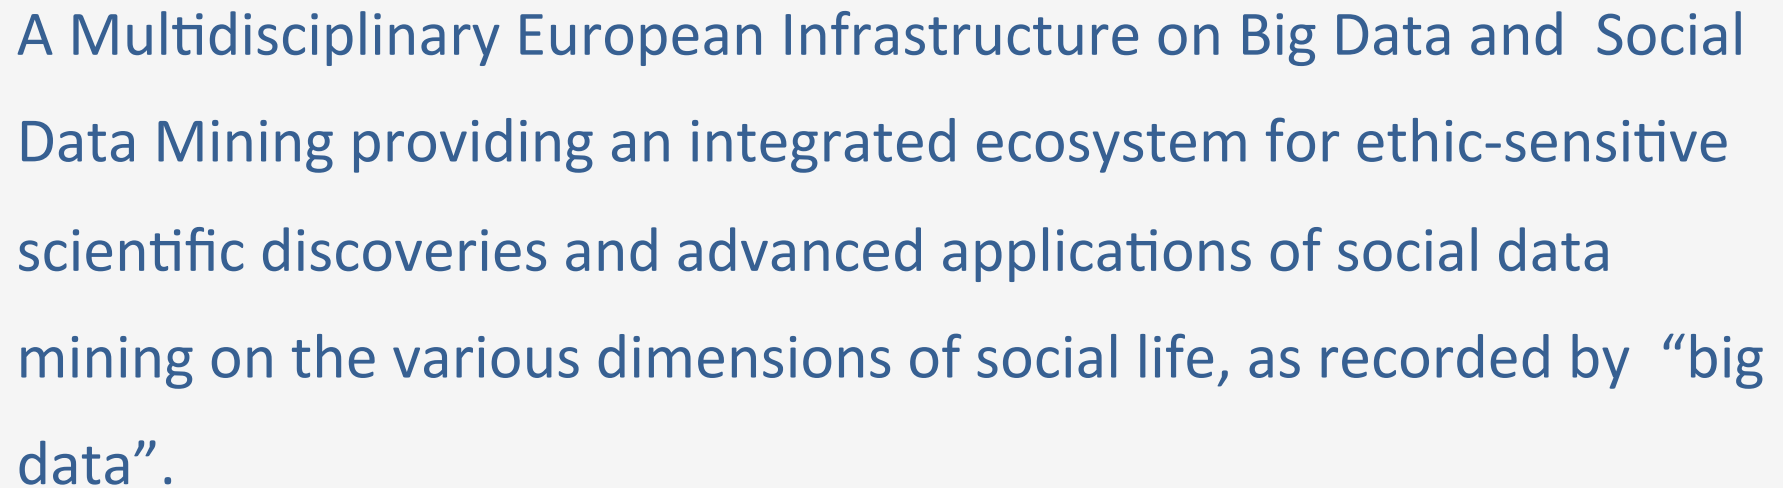 A Multidisciplinary European Infrastructure on Big Data and  Social
Data Mining providing an integrated ecosystem for ethic-sensitive
scientific discoveries and advanced applications of social data
mining on the various dimensions of social life, as recorded by  “big
data”.